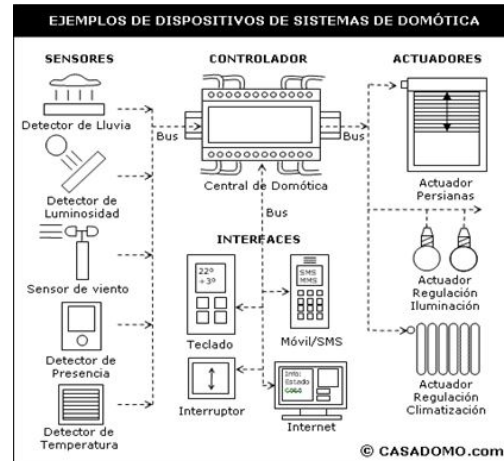 EJEMPLOS DE DISPOSITIVOS DE SISTEMAS DE DOMÓTICA
SENSORES
Detector de Lluvia
Detector de
Luminosidad
Sensor de viento
Detector de
Presencia
Detector de
Temperatura
Bus
CONTROLADOR
Central de Domótica
Bus
Bus
INTERFACES
22º
+3º
Teclado
SMS
MMS
Móvil/SMS
Interruptor
Info:
Estado
Internet
ACTUADORES
Actuador
Persianas
Actuador
Regulación
Iluminación
Actuador
Regulación
Climatización
© CASADOMO.com